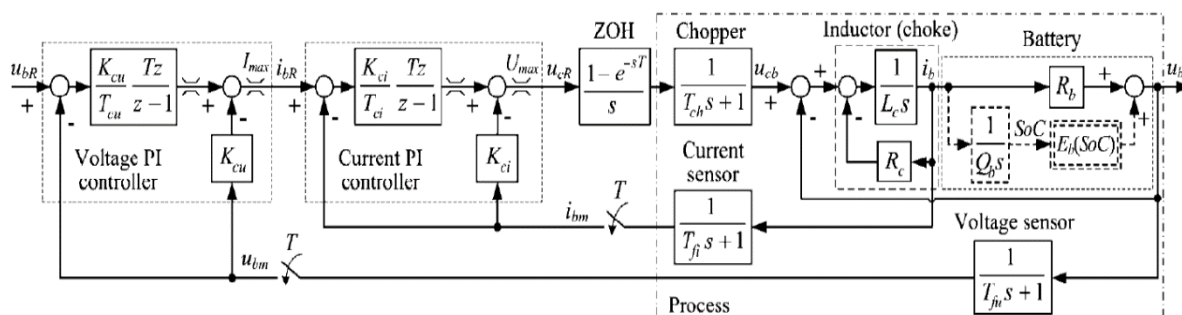 ZOH
Chopper
Inductor (choke)
Battery
u_bR
+
-
K_cu
T_cu
Tz
z-1
+
-
I_max
i_bR
+
-
K_ci
T_ci
Tz
z-1
+
-
U_max
u_cR
1-e^{-sT}
s
1
T_ch s+1
u_cb
+
-
+
-
1
L_c s
i_b
R_b
+
+
u_b
1
Q_b s
SoC
E_b(SoC)
R_c
Voltage PI
controller
K_cu
Current PI
controller
K_ci
Current
sensor
1
T_fi s+1
i_bm
T
Voltage sensor
1
T_fu s+1
u_bm
T
Process